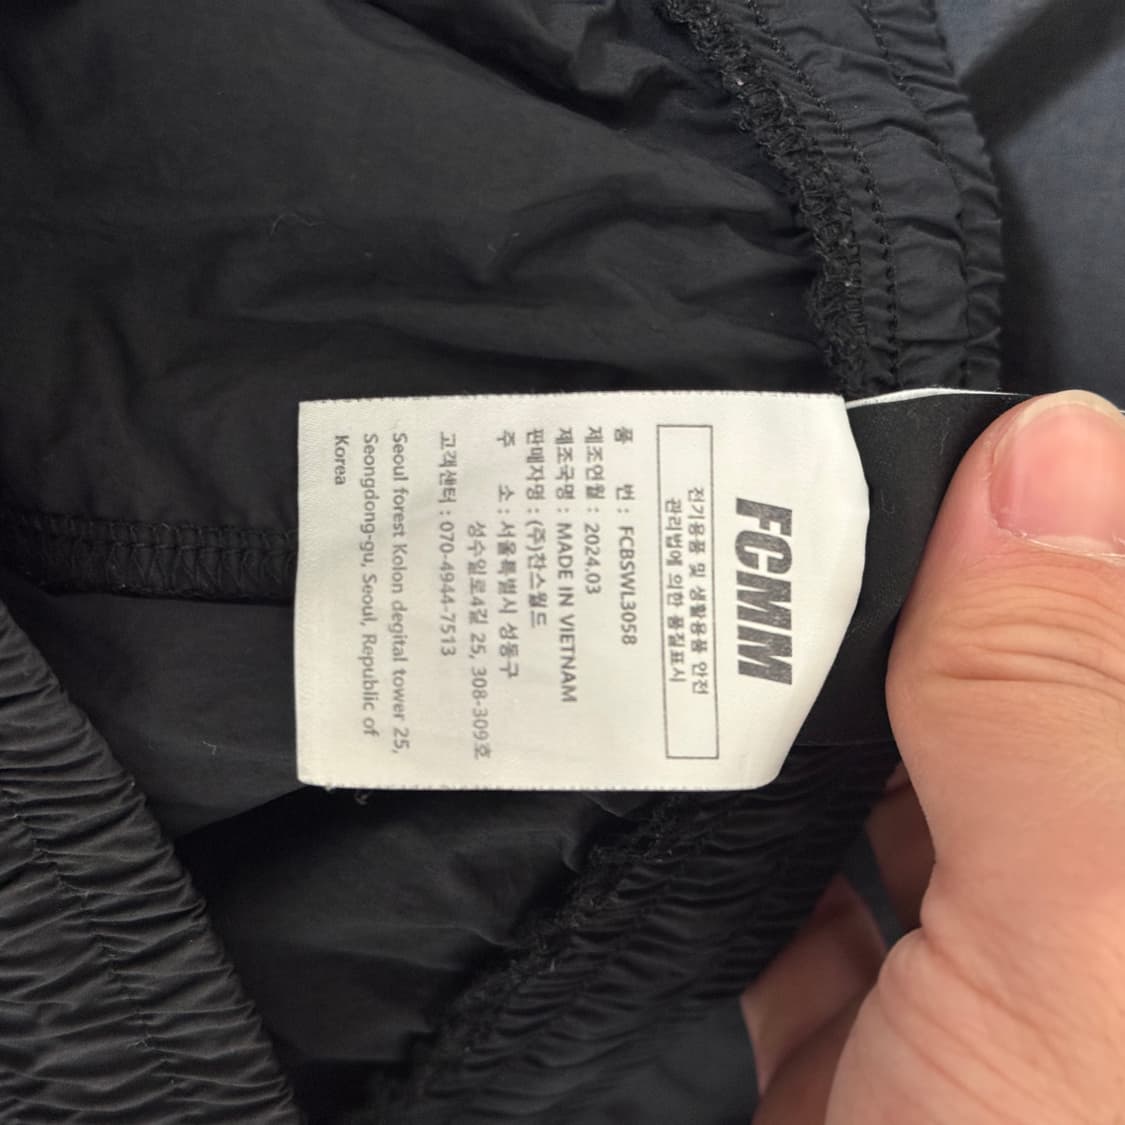 FCMM
전기용품 및 생활용품 안전
관리법에 의한 품질표시
품 번 : FCBSWL3058
제조연월 : 2024.03
제조국명 : MADE IN VIETNAM
판매자명 : (주)찬스월드
주 소 : 서울특별시 성동구
성수일로4길 25, 308-309호
고객센터 : 070-4944-7513
Seoul forest Kolon degital tower 25,
Seongdong-gu, Seoul, Republic of
Korea